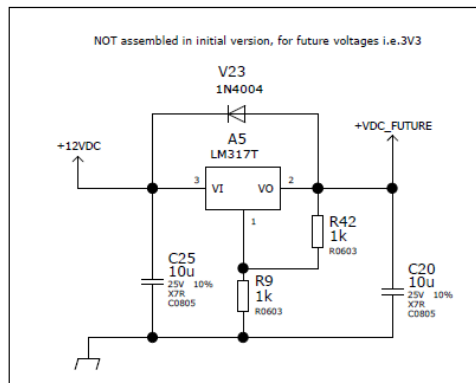 NOT assembled in initial version, for future voltages i.e.3V3
V23
1N4004
+VDC_FUTURE
A5
+12VDC
LM317T
3
VI
VO
2
1
R42
1k
R0603
C25
10u
25V 10%
X7R
C0805
R9
1k
R0603
C20
10u
25V 10%
X7R
C0805